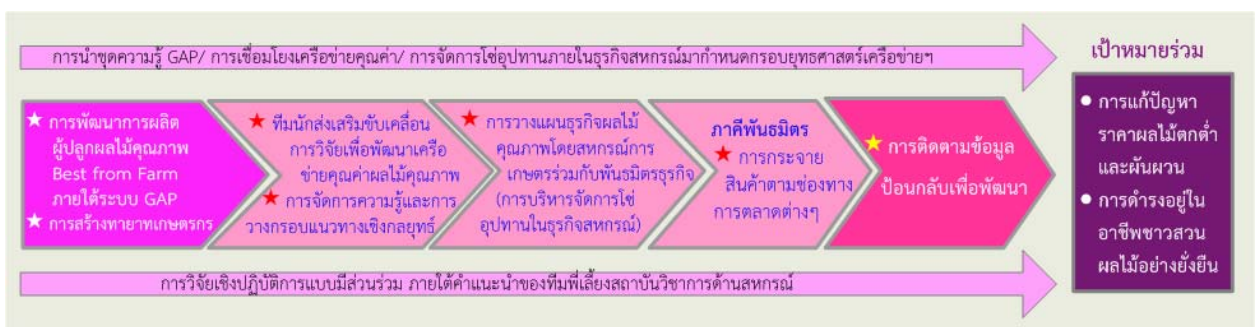 การนำชุดความรู้ GAP/ การเชื่อมโยงเครือข่ายคุณค่า/ การจัดการโซ่อุปทานภายในธุรกิจสหกรณ์มากำหนดกรอบยุทธศาสตร์เครือข่ายฯ
การพัฒนาการผลิต
ผู้ปลูกผลไม้คุณภาพ
Best from Farm
ภายใต้ระบบ GAP
การสร้างทายาทเกษตรกร
ทีมนักส่งเสริมขับเคลื่อน
การวิจัยเพื่อพัฒนาเครือ
ข่ายคุณค่าผลไม้คุณภาพ
การจัดการความรู้และการ
วางกรอบแนวทางเชิงกลยุทธ์
การวางแผนธุรกิจผลไม้
คุณภาพโดยสหกรณ์การ
เกษตรร่วมกับพันธมิตรธุรกิจ
(การบริหารจัดการโซ่
อุปทานในธุรกิจสหกรณ์)
ภาคีพันธมิตร
การกระจาย
สินค้าตามช่องทาง
การตลาดต่างๆ
การติดตามข้อมูล
ป้อนกลับเพื่อพัฒนา
เป้าหมายร่วม
● การแก้ปัญหา
ราคาผลไม้ตกต่ำ
และผันผวน
● การดำรงอยู่ใน
อาชีพชาวสวน
ผลไม้อย่างยั่งยืน
การวิจัยเชิงปฏิบัติการแบบมีส่วนร่วม ภายใต้คำแนะนำของทีมพี่เลี้ยงสถาบันวิชาการด้านสหกรณ์